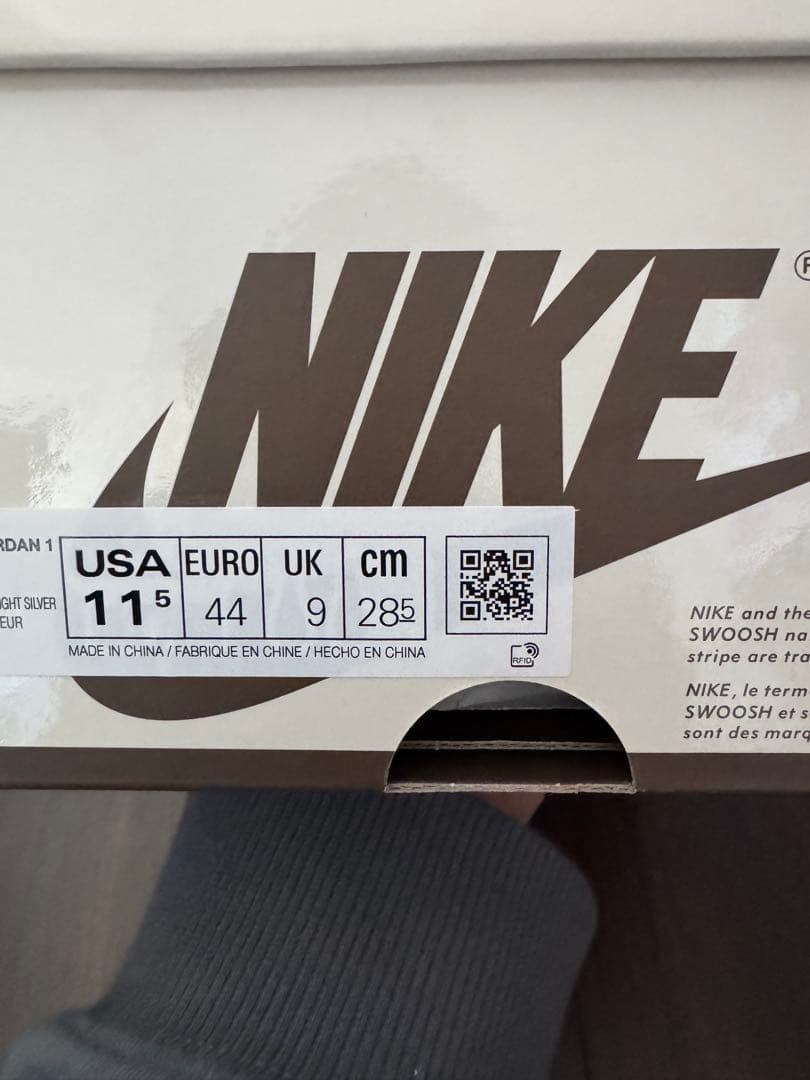 NIKE ®
RDAN 1
GHT SILVER
EUR
USA EURO UK cm
11 5 44 9 28 5
MADE IN CHINA / FABRIQUE EN CHINE / HECHO EN CHINA
RFID
NIKE and the
SWOOSH na
stripe are tra
NIKE, le term
SWOOSH et s
sont des marq